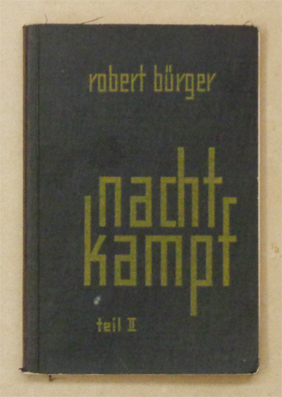 robert bürger
nacht
kampf
teil II